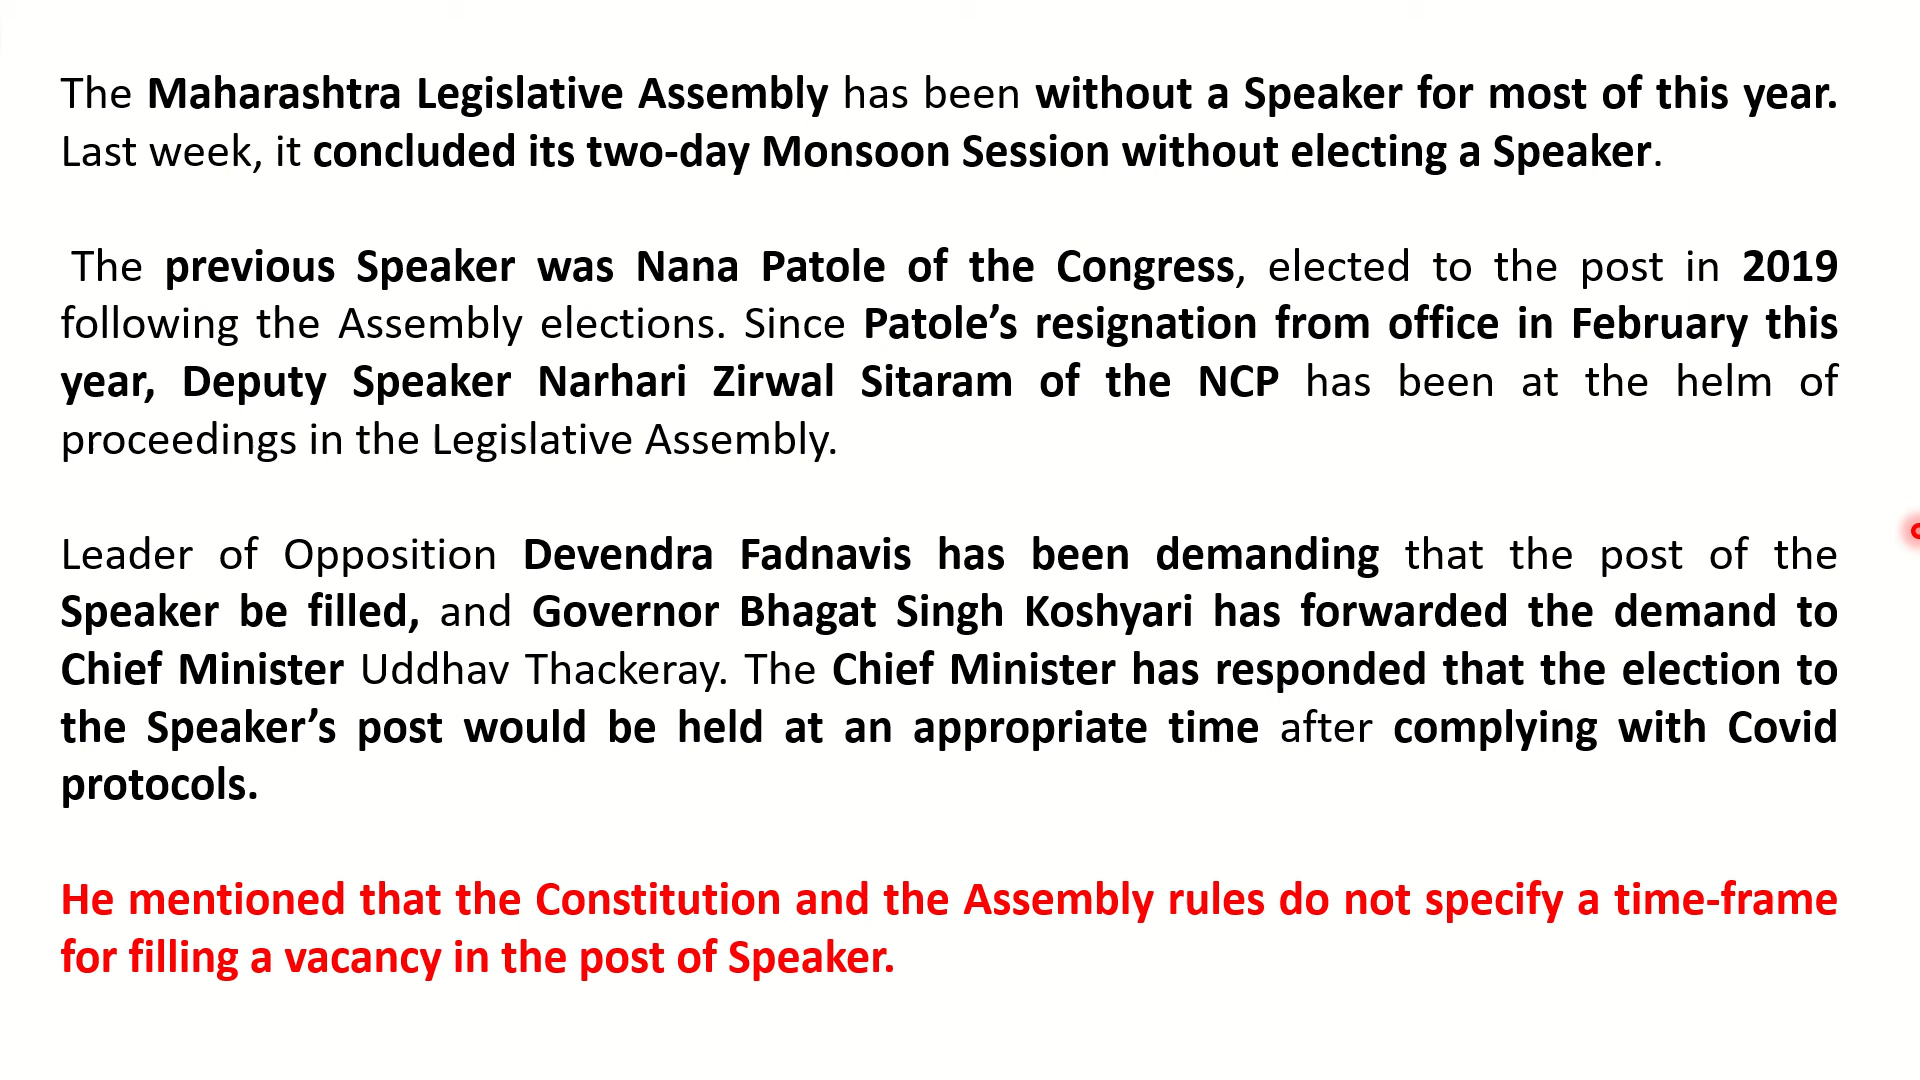 The Maharashtra Legislative Assembly has been without a Speaker for most of this year.
Last week, it concluded its two-day Monsoon Session without electing a Speaker.
The previous Speaker was Nana Patole of the Congress, elected to the post in 2019
following the Assembly elections. Since Patole’s resignation from office in February this
year, Deputy Speaker Narhari Zirwal Sitaram of the NCP has been at the helm of
proceedings in the Legislative Assembly.
Leader of Opposition Devendra Fadnavis has been demanding that the post of the
Speaker be filled, and Governor Bhagat Singh Koshyari has forwarded the demand to
Chief Minister Uddhav Thackeray. The Chief Minister has responded that the election to
the Speaker’s post would be held at an appropriate time after complying with Covid
protocols.
He mentioned that the Constitution and the Assembly rules do not specify a time-frame
for filling a vacancy in the post of Speaker.